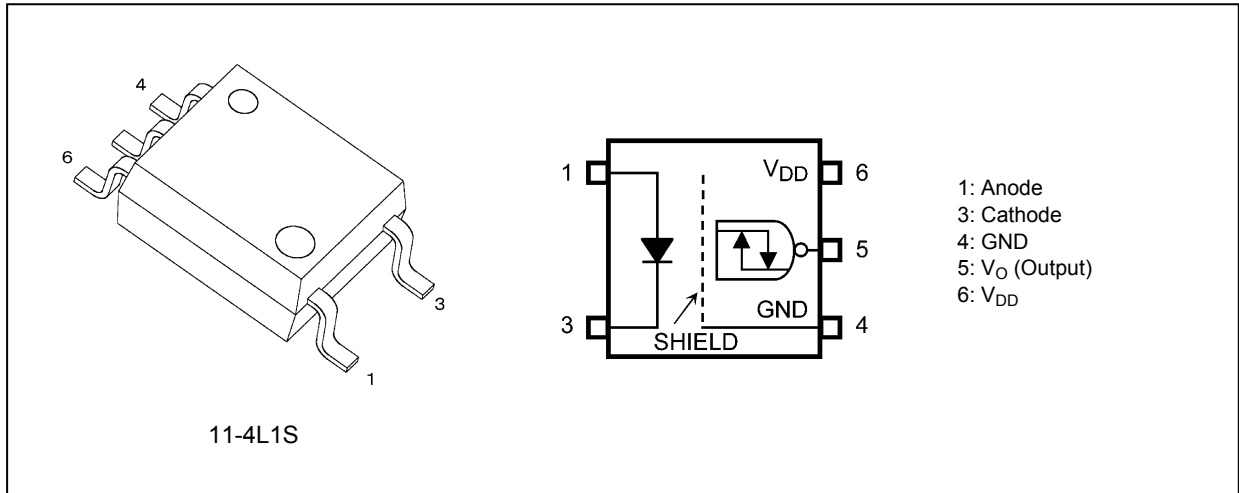 4
6
3
1
11-4L1S
1
VDD
6
5
3
SHIELD
GND
4
1: Anode
3: Cathode
4: GND
5: VO (Output)
6: VDD